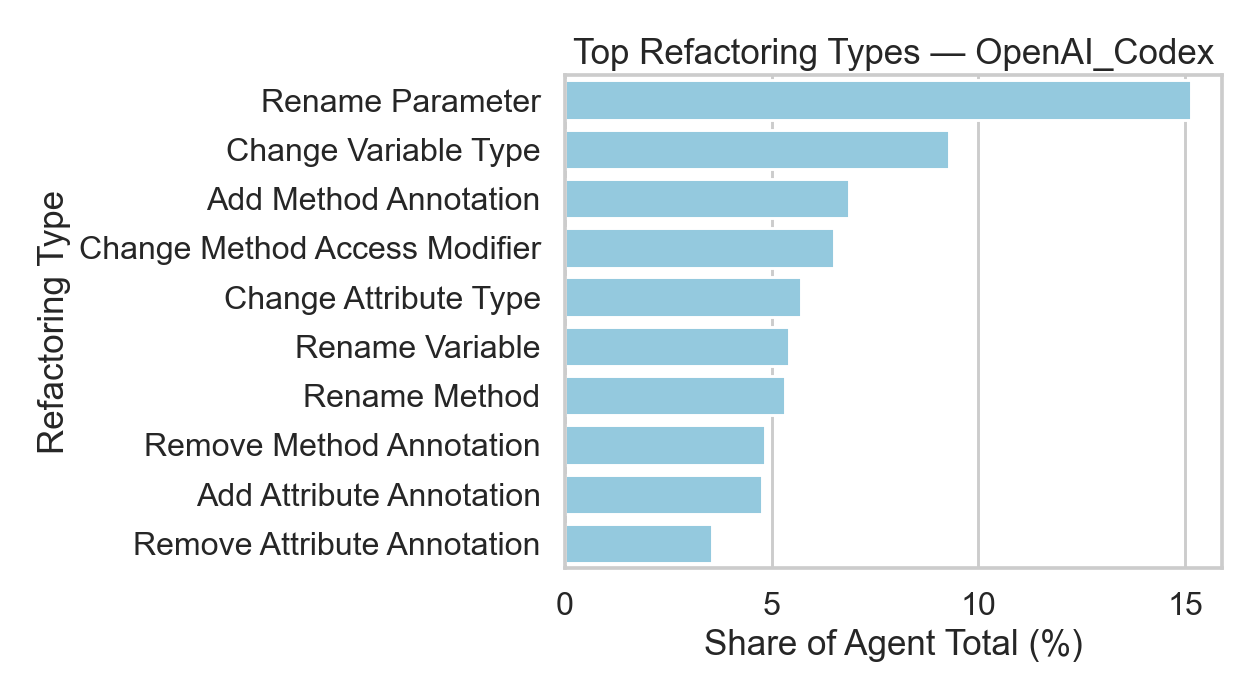 Top Refactoring Types — OpenAI_Codex
Refactoring Type
Rename Parameter
Change Variable Type
Add Method Annotation
Change Method Access Modifier
Change Attribute Type
Rename Variable
Rename Method
Remove Method Annotation
Add Attribute Annotation
Remove Attribute Annotation
0 5 10 15
Share of Agent Total (%)